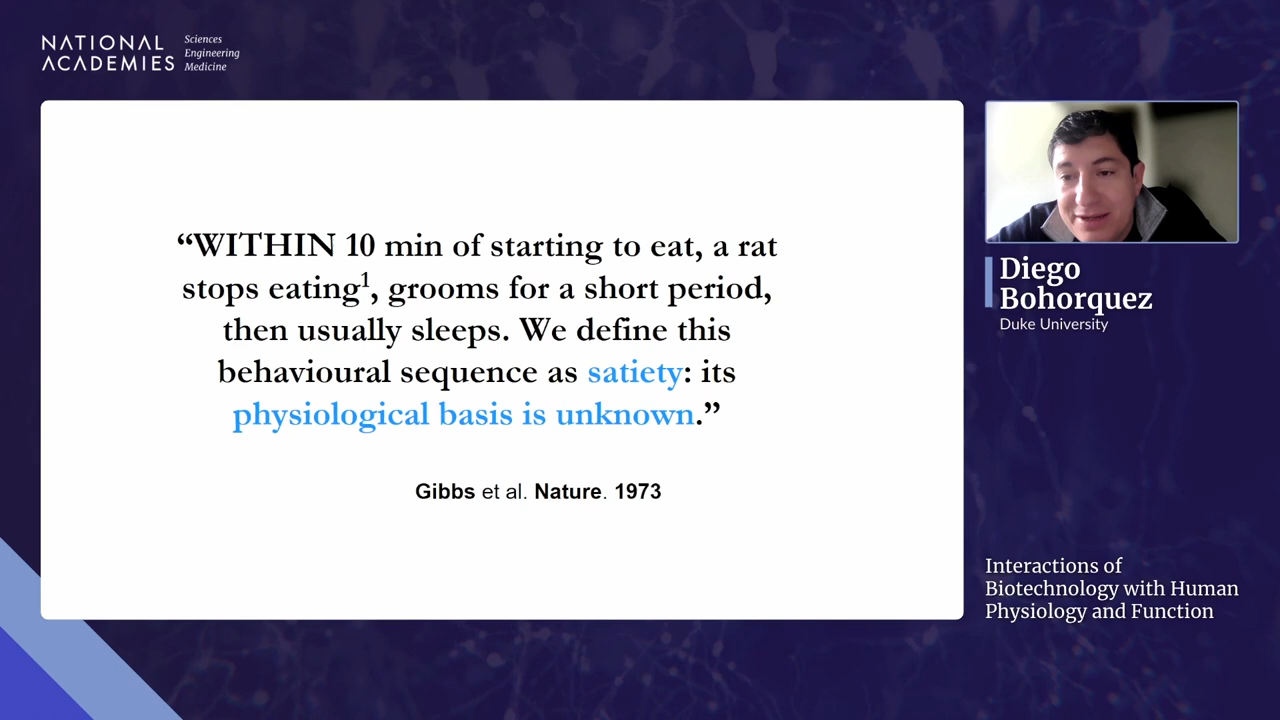 NATIONAL
ACADEMIES
Sciences
Engineering
Medicine
“WITHIN 10 min of starting to eat, a rat
stops eating¹, grooms for a short period,
then usually sleeps. We define this
behavioural sequence as satiety: its
physiological basis is unknown.”
Gibbs et al. Nature. 1973
Diego
Bohorquez
Duke University
Interactions of
Biotechnology with Human
Physiology and Function